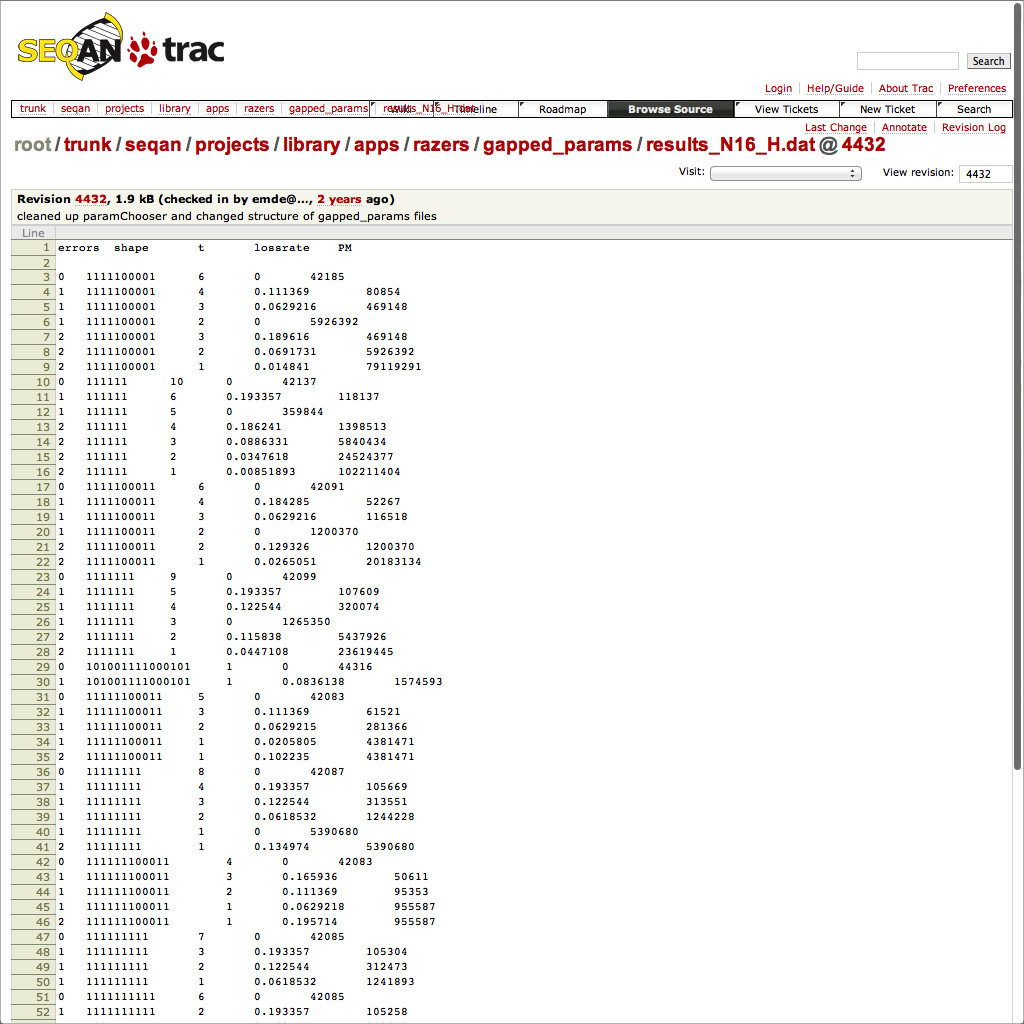 SEQAN trac
Search
Login Help/Guide About Trac Preferences
trunk seqan projects library apps razers gapped_params results_N16_H.dat Wiki Timeline Roadmap Browse Source View Tickets New Ticket Search
Last Change Annotate Revision Log
root/trunk/seqan/projects/library/apps/razers/gapped_params/results_N16_H.dat @ 4432
Visit: View revision: 4432
Revision 4432, 1.9 kB (checked in by emde@…, 2 years ago)
cleaned up paramChooser and changed structure of gapped_params files
Line
1 errors shape t lossrate PM
2
3 0 1111100001 6 0 42185
4 1 1111100001 4 0.111369 80854
5 1 1111100001 3 0.0629216 469148
6 1 1111100001 2 0 5926392
7 2 1111100001 3 0.189616 469148
8 2 1111100001 2 0.0691731 5926392
9 2 1111100001 1 0.014841 79119291
10 0 111111 10 0 42137
11 1 111111 6 0.193357 118137
12 1 111111 5 0 359844
13 2 111111 4 0.186241 1398513
14 2 111111 3 0.0886331 5840434
15 2 111111 2 0.0347618 24524377
16 2 111111 1 0.00851893 102211404
17 0 1111100011 6 0 42091
18 1 1111100011 4 0.184285 52267
19 1 1111100011 3 0.0629216 116518
20 1 1111100011 2 0 1200370
21 2 1111100011 2 0.129326 1200370
22 2 1111100011 1 0.0265051 20183134
23 0 1111111 9 0 42099
24 1 1111111 5 0.193357 107609
25 1 1111111 4 0.122544 320074
26 1 1111111 3 0 1265350
27 2 1111111 2 0.115838 5437926
28 2 1111111 1 0.0447108 23619445
29 0 101001111000101 1 0 44316
30 1 101001111000101 1 0.0836138 1574593
31 0 11111100011 5 0 42083
32 1 11111100011 3 0.111369 61521
33 1 11111100011 2 0.0629215 281366
34 1 11111100011 1 0.0205805 4381471
35 2 11111100011 1 0.102235 4381471
36 0 11111111 8 0 42087
37 1 11111111 4 0.193357 105669
38 1 11111111 3 0.122544 313551
39 1 11111111 2 0.0618532 1244228
40 1 11111111 1 0 5390680
41 2 11111111 1 0.134974 5390680
42 0 111111100011 4 0 42083
43 1 111111100011 3 0.165936 50611
44 1 111111100011 2 0.111369 95353
45 1 111111100011 1 0.0629218 955587
46 2 111111100011 1 0.195714 955587
47 0 111111111 7 0 42085
48 1 111111111 3 0.193357 105304
49 1 111111111 2 0.122544 312473
50 1 111111111 1 0.0618532 1241893
51 0 1111111111 6 0 42085
52 1 1111111111 2 0.193357 105258